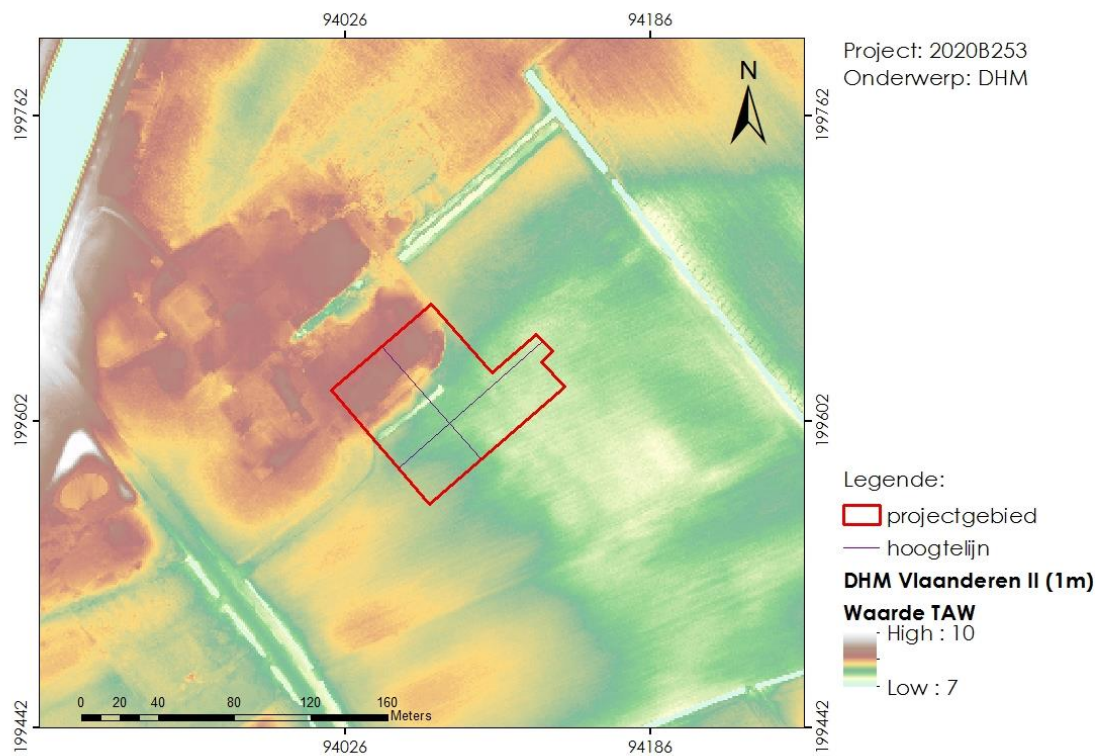 94026 94186
Project: 2020B253
Onderwerp: DHM
N
199762 199762
199602 199602
Legende:
projectgebied
hoogtelijn
DHM Vlaanderen II (1m)
Waarde TAW
High : 10
Low : 7
0 10 20 40 80 120 160
Meters
199442 199442
94026 94186